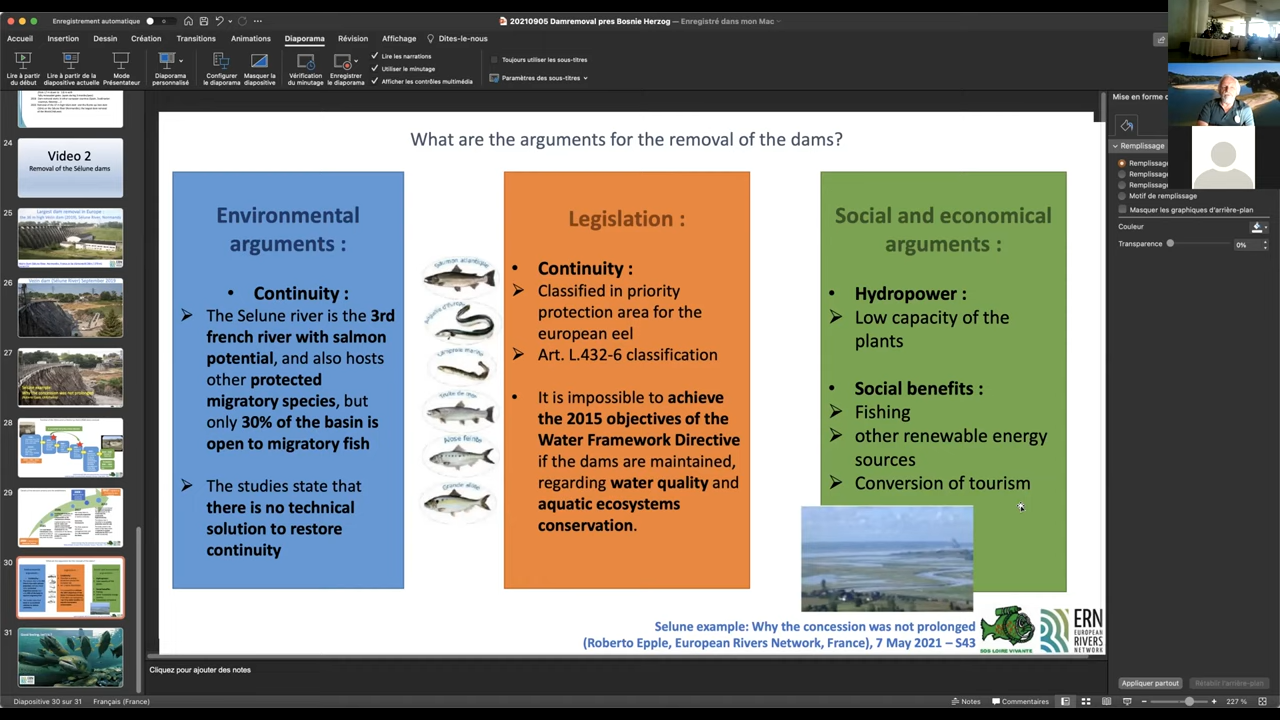 Enregistrement automatique
20210905 Damremoval pres Bosnie Herzog — Enregistré dans mon Mac
Accueil Insertion Dessin Création Transitions Animations Diaporama Révision Affichage Dites-le-nous
Lire à partir du début
Lire à partir de la diapositive actuelle
Mode Présentateur
Diaporama personnalisé
Configurer le diaporama
Masquer la diapositive
Vérification du minutage
Enregistrer le diaporama
Lire les narrations
Utiliser le minutage
Afficher les contrôles multimédia
Toujours utiliser les sous-titres
Paramètres des sous-titres
24
Video 2
Removal of the Sélune dams
25
26
27
28
29
30
31
What are the arguments for the removal of the dams?
Environmental
arguments :
• Continuity :
The Selune river is the 3rd
french river with salmon
potential, and also hosts
other protected
migratory species, but
only 30% of the basin is
open to migratory fish
The studies state that
there is no technical
solution to restore
continuity
Legislation :
• Continuity :
Classified in priority
protection area for the
european eel
Art. L.432-6 classification
• It is impossible to achieve
the 2015 objectives of the
Water Framework Directive
if the dams are maintained,
regarding water quality and
aquatic ecosystems
conservation.
Social and economical
arguments :
• Hydropower :
Low capacity of the
plants
• Social benefits :
Fishing
other renewable energy
sources
Conversion of tourism
Selune example: Why the concession was not prolonged
(Roberto Epple, European Rivers Network, France), 7 May 2021 – S43
SOS LOIRE VIVANTE
ERN
EUROPEAN
RIVERS
NETWORK
Mise en forme
Remplissage
Remplissage
Remplissage
Remplissage
Motif de remplissage
Masquer les graphiques d'arrière-plan
Couleur
Transparence
0%
Appliquer partout
Rétablir l'arrière-plan
Cliquez pour ajouter des notes
Diapositive 30 sur 31 Français (France)
Notes Commentaires
227 %